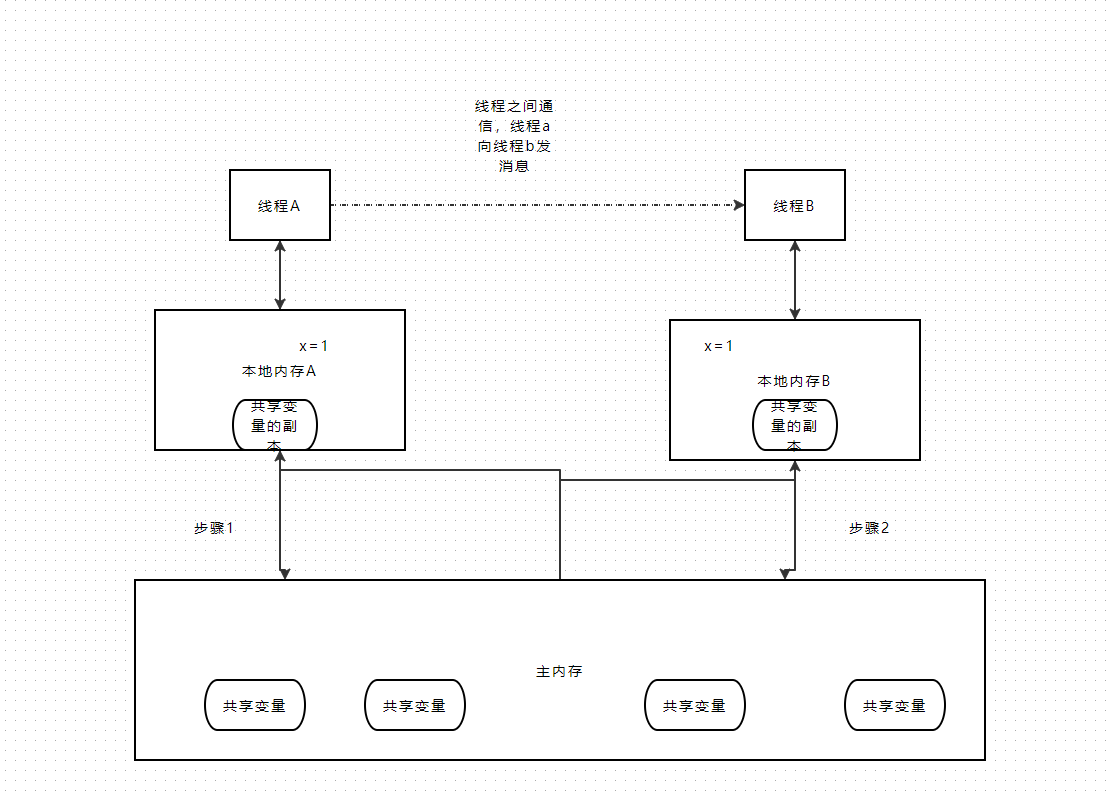 线程之间通
信，线程a
向线程b发
消息
线程A
线程B
x=1
本地内存A
共享变
量的副
本
x=1
本地内存B
共享变
量的副
本
步骤1
步骤2
主内存
共享变量
共享变量
共享变量
共享变量